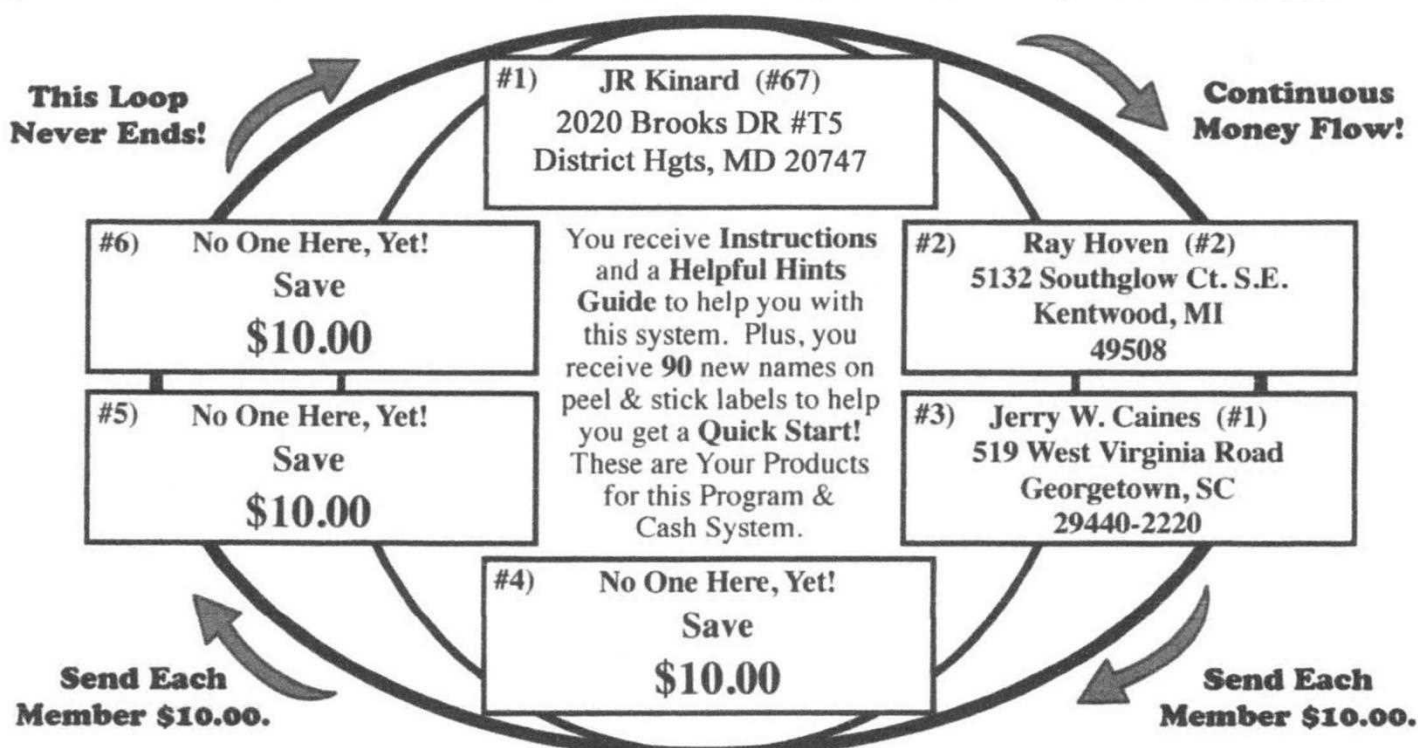 This Loop
Never Ends!
#1) JR Kinard (#67)
2020 Brooks DR #T5
District Hgts, MD 20747
Continuous
Money Flow!
#6) No One Here, Yet!
Save
$10.00
You receive Instructions
and a Helpful Hints
Guide to help you with
this system. Plus, you
receive 90 new names on
peel & stick labels to help
you get a Quick Start!
These are Your Products
for this Program &
Cash System.
#2) Ray Hoven (#2)
5132 Southglow Ct. S.E.
Kentwood, MI
49508
#5) No One Here, Yet!
Save
$10.00
#3) Jerry W. Caines (#1)
519 West Virginia Road
Georgetown, SC
29440-2220
#4) No One Here, Yet!
Save
$10.00
Send Each
Member $10.00.
Send Each
Member $10.00.